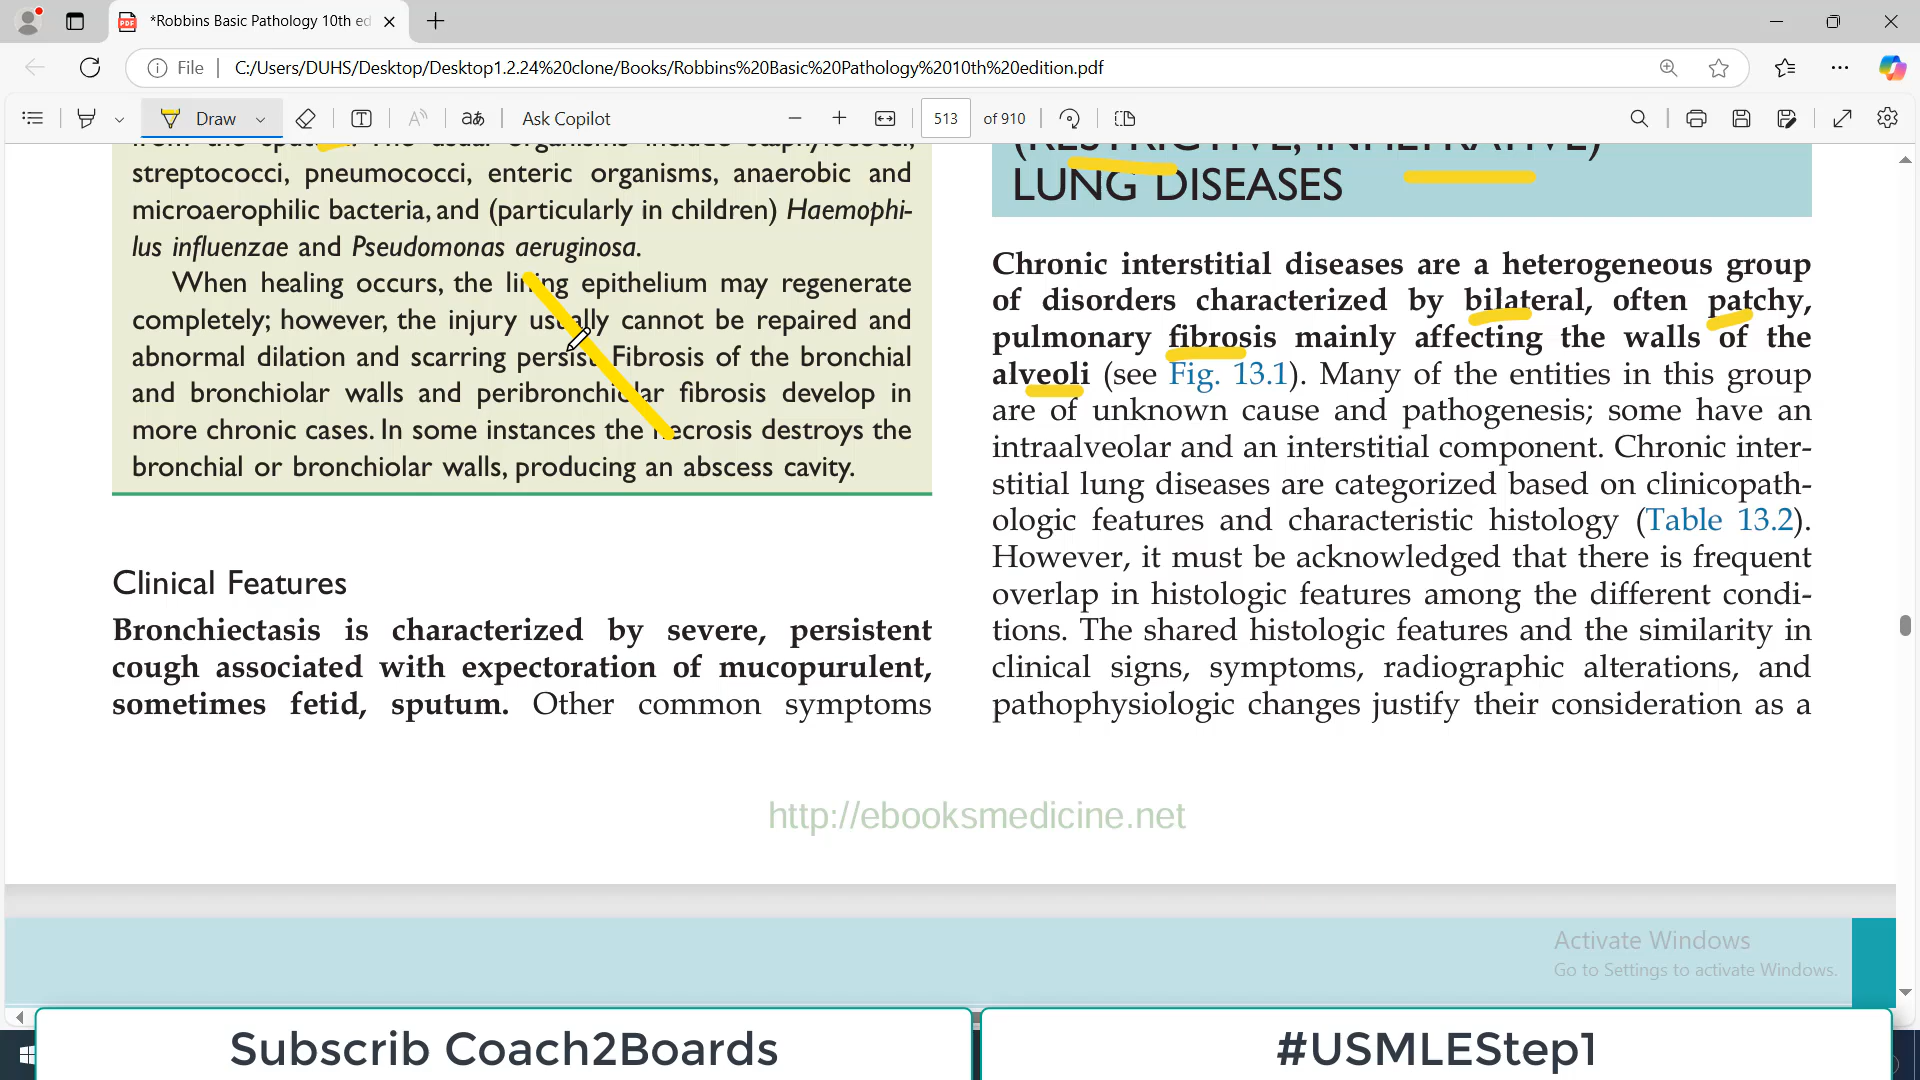 *Robbins Basic Pathology 10th ed
File
C:/Users/DUHS/Desktop/Desktop1.2.24%20clone/Books/Robbins%20Basic%20Pathology%2010th%20edition.pdf
Draw
Ask Copilot
513 of 910
streptococci, pneumococci, enteric organisms, anaerobic and
microaerophilic bacteria, and (particularly in children) Haemophi-
lus influenzae and Pseudomonas aeruginosa.
When healing occurs, the lining epithelium may regenerate
completely; however, the injury usually cannot be repaired and
abnormal dilation and scarring persist. Fibrosis of the bronchial
and bronchiolar walls and peribronchiolar fibrosis develop in
more chronic cases. In some instances the necrosis destroys the
bronchial or bronchiolar walls, producing an abscess cavity.
Clinical Features
Bronchiectasis is characterized by severe, persistent
cough associated with expectoration of mucopurulent,
sometimes fetid, sputum. Other common symptoms
(RESTRICTIVE, INFILTRATIVE)
LUNG DISEASES
Chronic interstitial diseases are a heterogeneous group
of disorders characterized by bilateral, often patchy,
pulmonary fibrosis mainly affecting the walls of the
alveoli (see Fig. 13.1). Many of the entities in this group
are of unknown cause and pathogenesis; some have an
intraalveolar and an interstitial component. Chronic inter-
stitial lung diseases are categorized based on clinicopath-
ologic features and characteristic histology (Table 13.2).
However, it must be acknowledged that there is frequent
overlap in histologic features among the different condi-
tions. The shared histologic features and the similarity in
clinical signs, symptoms, radiographic alterations, and
pathophysiologic changes justify their consideration as a
http://ebooksmedicine.net
Activate Windows
Go to Settings to activate Windows.
Subscrib Coach2Boards
#USMLEStep1